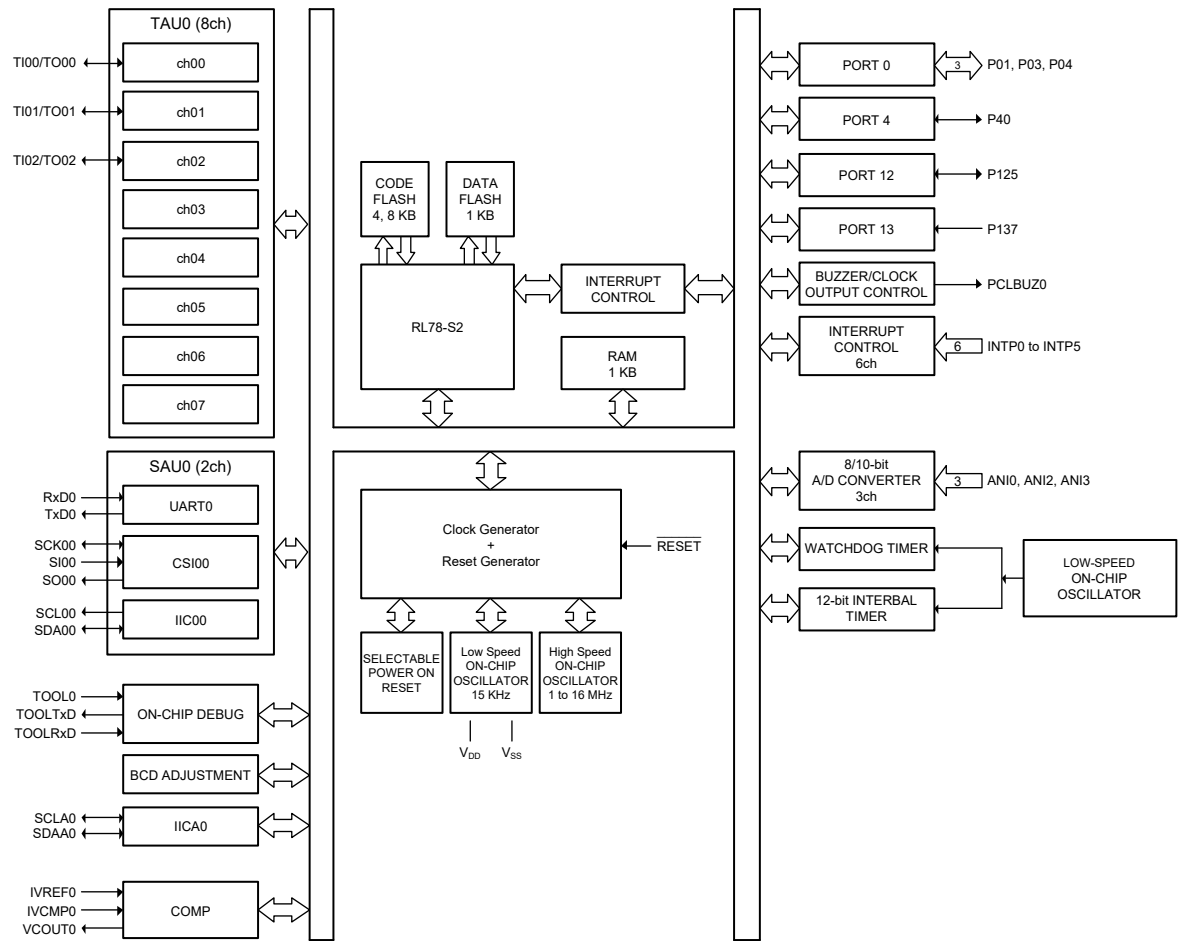 TAU0 (8ch)
TI00/TO00
ch00
TI01/TO01
ch01
TI02/TO02
ch02
ch03
ch04
ch05
ch06
ch07
SAU0 (2ch)
RxD0
TxD0
UART0
SCK00
SI00
SO00
CSI00
SCL00
SDA00
IIC00
TOOL0
TOOLTxD
TOOLRxD
ON-CHIP DEBUG
BCD ADJUSTMENT
SCLA0
SDAA0
IICA0
IVREF0
IVCMP0
VCOUT0
COMP
CODE
FLASH
4, 8 KB
DATA
FLASH
1 KB
RL78-S2
INTERRUPT
CONTROL
RAM
1 KB
Clock Generator
+
Reset Generator
RESET
SELECTABLE
POWER ON
RESET
Low Speed
ON-CHIP
OSCILLATOR
15 KHz
High Speed
ON-CHIP
OSCILLATOR
1 to 16 MHz
VDD
VSS
PORT 0
3
P01, P03, P04
PORT 4
P40
PORT 12
P125
PORT 13
P137
BUZZER/CLOCK
OUTPUT CONTROL
PCLBUZ0
INTERRUPT
CONTROL
6ch
6
INTP0 to INTP5
8/10-bit
A/D CONVERTER
3ch
3
ANI0, ANI2, ANI3
WATCHDOG TIMER
12-bit INTERBAL
TIMER
LOW-SPEED
ON-CHIP
OSCILLATOR